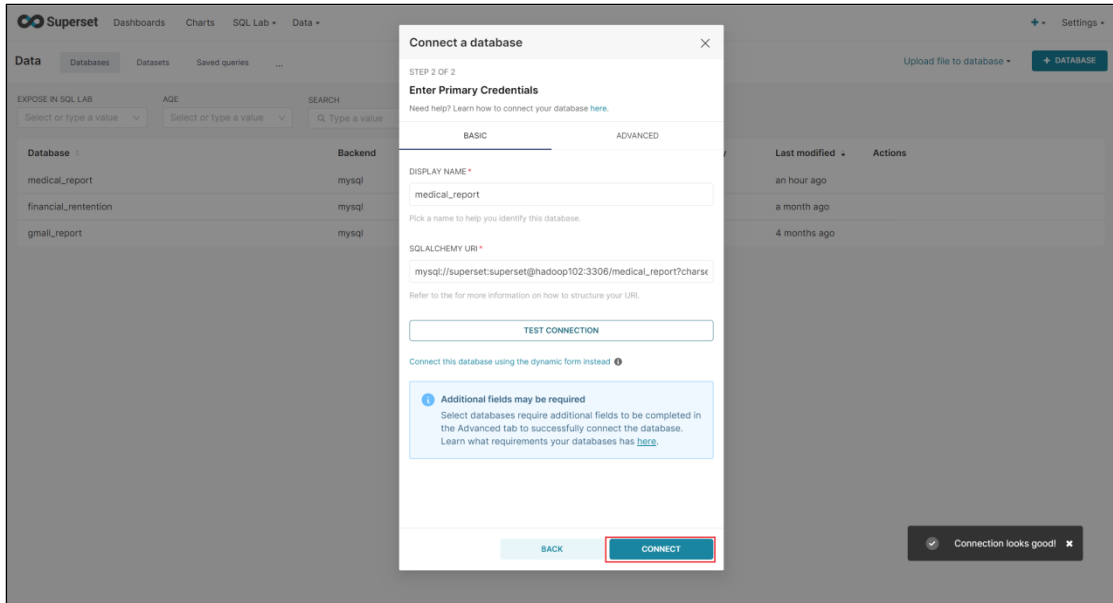 Superset Dashboards Charts SQL Lab Data Settings
Data Databases Datasets Saved queries ... Upload file to database + DATABASE
EXPOSE IN SQL LAB AQE SEARCH
Select or type a value Select or type a value Type a value
Database Backend y Last modified Actions
medical_report mysql an hour ago
financial_rentention mysql a month ago
gmall_report mysql 4 months ago
Connect a database
STEP 2 OF 2
Enter Primary Credentials
Need help? Learn how to connect your database here.
BASIC ADVANCED
DISPLAY NAME *
medical_report
Pick a name to help you identify this database.
SQLALCHEMY URI *
mysql://superset:superset@hadoop102:3306/medical_report?charse
Refer to the for more information on how to structure your URI.
TEST CONNECTION
Connect this database using the dynamic form instead
Additional fields may be required
Select databases require additional fields to be completed in
the Advanced tab to successfully connect the database.
Learn what requirements your databases has here.
BACK CONNECT
Connection looks good!